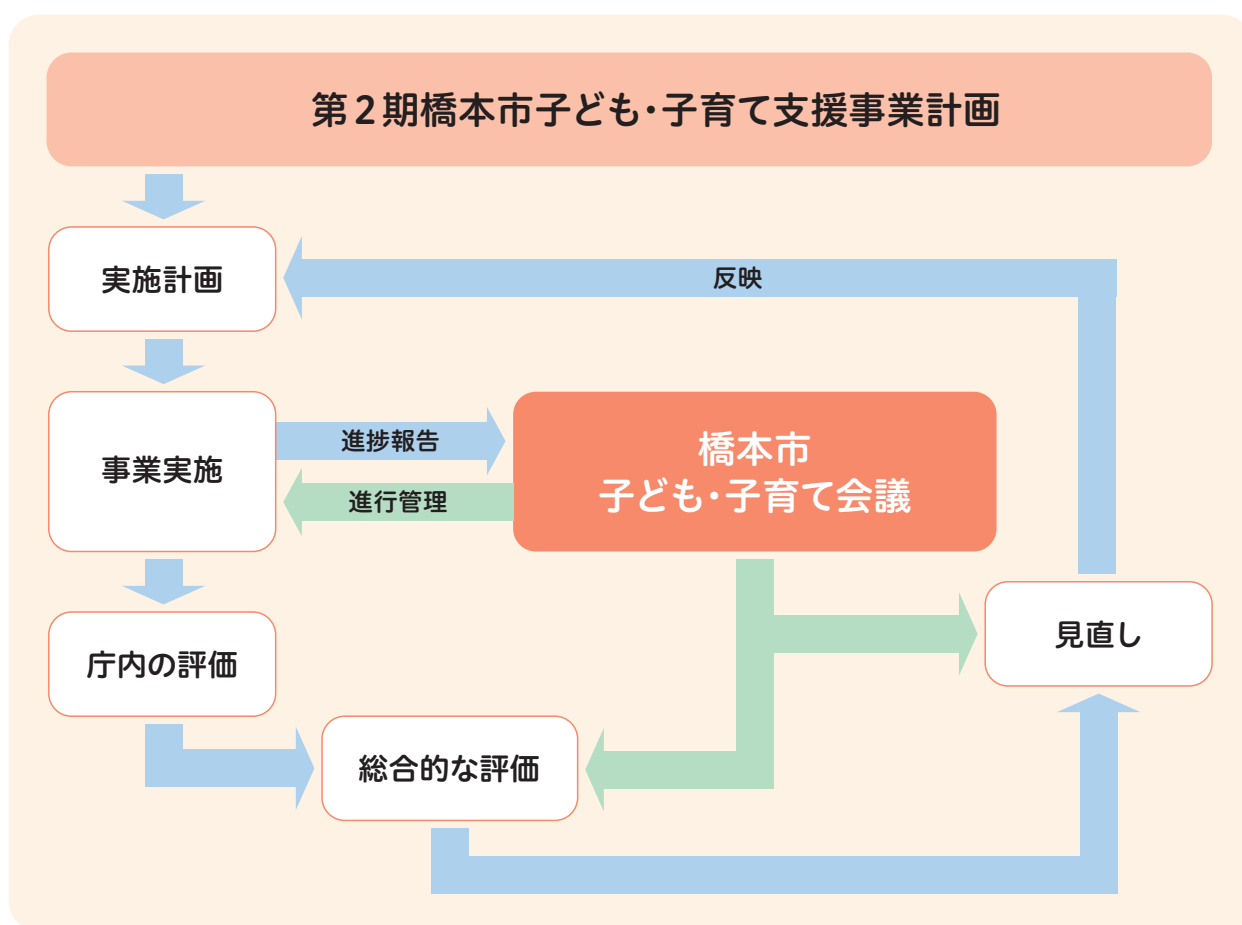 第2期橋本市子ども・子育て支援事業計画
実施計画
反映
事業実施
進捗報告
進行管理
橋本市
子ども・子育て会議
庁内の評価
見直し
総合的な評価